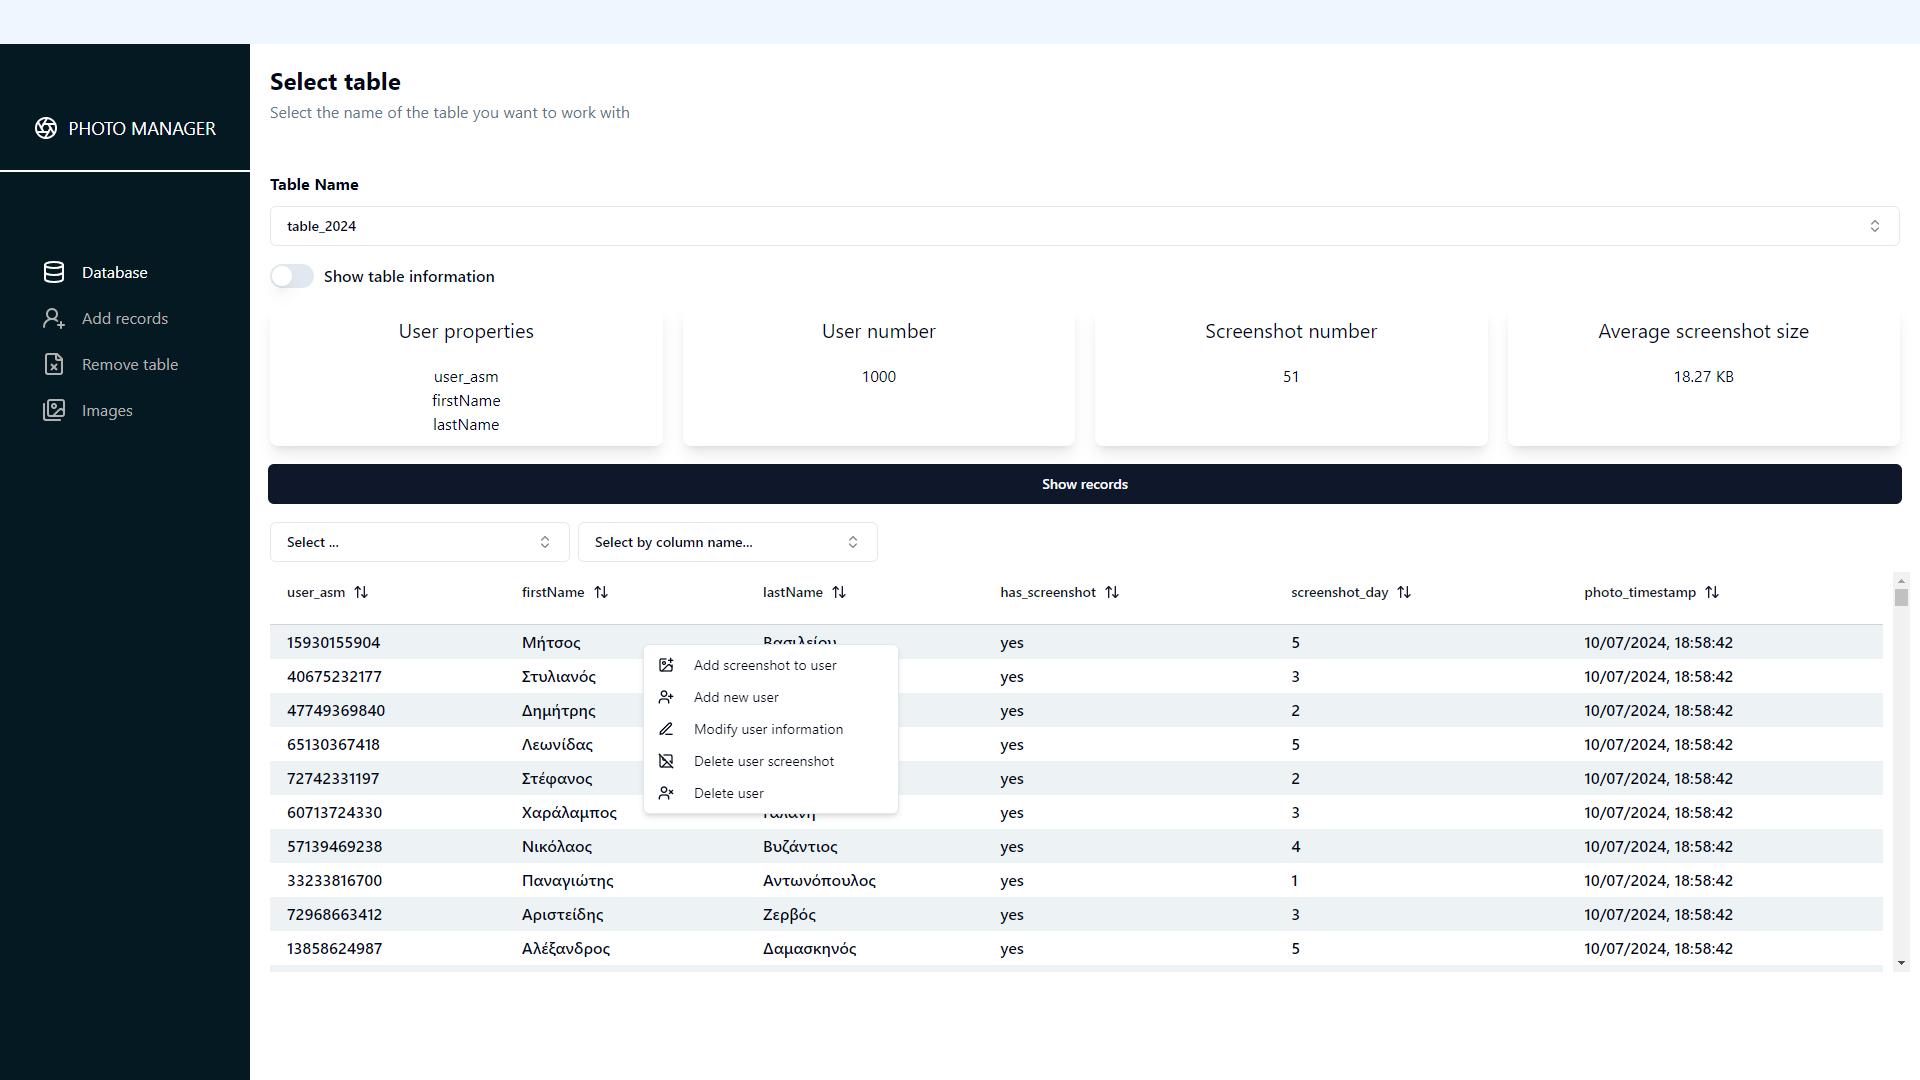 PHOTO MANAGER
Database
Add records
Remove table
Images
Select table
Select the name of the table you want to work with
Table Name
table_2024
Show table information
User properties
user_asm
firstName
lastName
User number
1000
Screenshot number
51
Average screenshot size
18.27 KB
Show records
Select ... Select by column name...
user_asm firstName lastName has_screenshot screenshot_day photo_timestamp
15930155904 Μήτσος Βασιλείου yes 5 10/07/2024, 18:58:42
40675232177 Στυλιανός yes 3 10/07/2024, 18:58:42
47749369840 Δημήτρης yes 2 10/07/2024, 18:58:42
65130367418 Λεωνίδας yes 5 10/07/2024, 18:58:42
72742331197 Στέφανος yes 2 10/07/2024, 18:58:42
60713724330 Χαράλαμπος yes 3 10/07/2024, 18:58:42
57139469238 Νικόλαος Βυζάντιος yes 4 10/07/2024, 18:58:42
33233816700 Παναγιώτης Αντωνόπουλος yes 1 10/07/2024, 18:58:42
72968663412 Αριστείδης Ζερβός yes 3 10/07/2024, 18:58:42
13858624987 Αλέξανδρος Δαμασκηνός yes 5 10/07/2024, 18:58:42
Add screenshot to user
Add new user
Modify user information
Delete user screenshot
Delete user